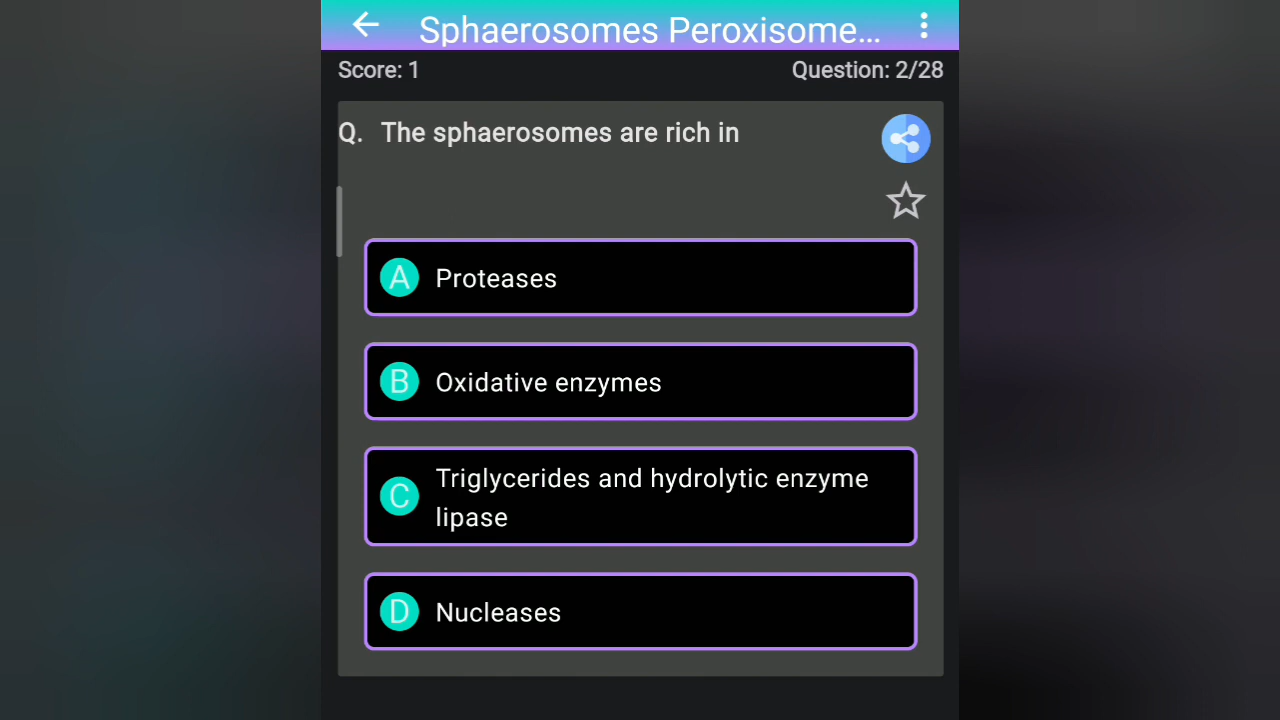 Sphaerosomes Peroxisome...
Score: 1
Question: 2/28
Q. The sphaerosomes are rich in
A Proteases
B Oxidative enzymes
C Triglycerides and hydrolytic enzyme
lipase
D Nucleases